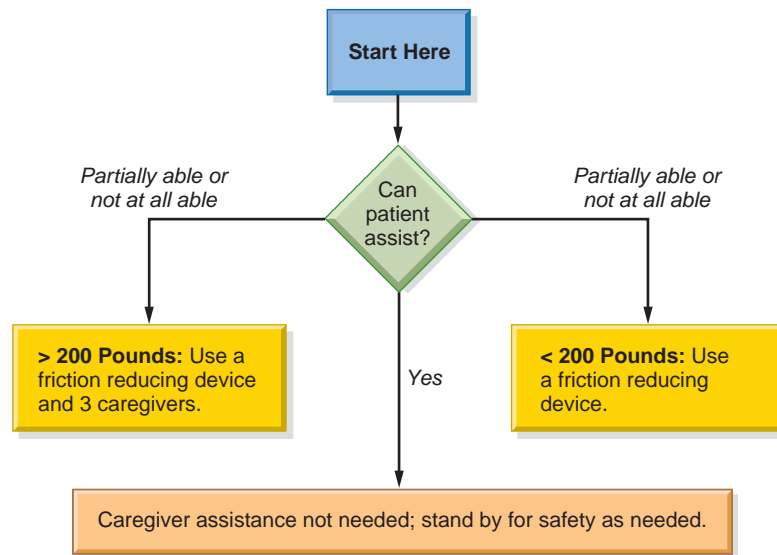 Start Here
Partially able or
not at all able
Can
patient
assist?
Partially able or
not at all able
> 200 Pounds: Use a
friction reducing device
and 3 caregivers.
Yes
< 200 Pounds: Use
a friction reducing
device.
Caregiver assistance not needed; stand by for safety as needed.